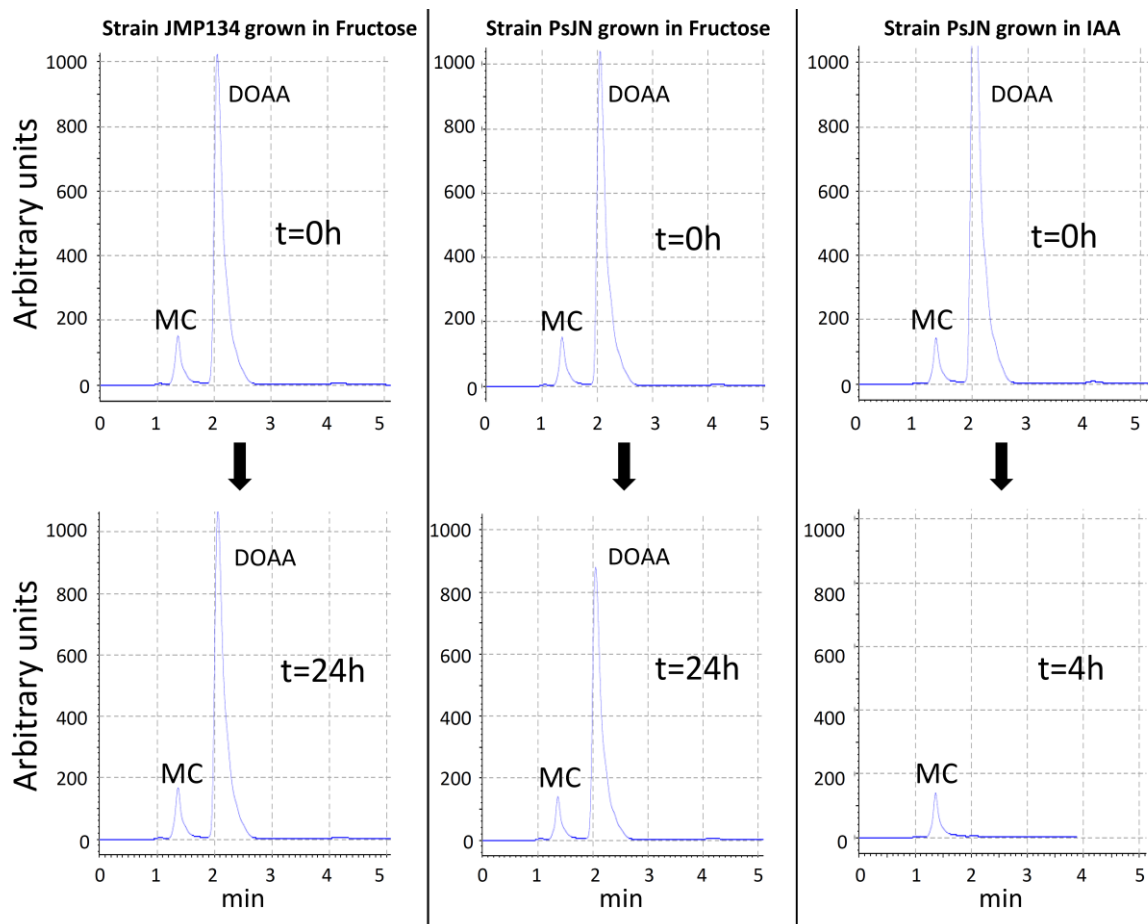 Strain JMP134 grown in Fructose
Arbitrary units
1000
800
600
400
200
0
DOAA
t=0h
MC
0 1 2 3 4 5
Arbitrary units
1000
800
600
400
200
0
DOAA
t=24h
MC
0 1 2 3 4 5
min
Strain PsJN grown in Fructose
1000
800
600
400
200
0
DOAA
t=0h
MC
0 1 2 3 4 5
1000
800
600
400
200
0
DOAA
t=24h
MC
0 1 2 3 4 5
min
Strain PsJN grown in IAA
1000
800
600
400
200
0
DOAA
t=0h
MC
0 1 2 3 4 5
1000
800
600
400
200
0
t=4h
MC
0 1 2 3 4 5
min